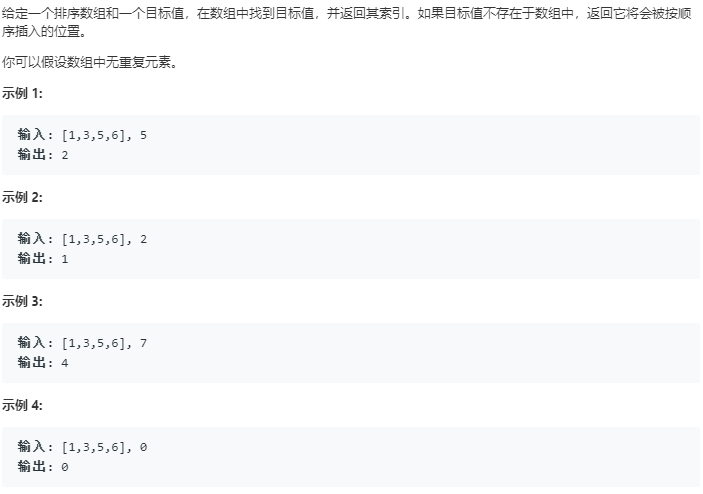 给定一个排序数组和一个目标值，在数组中找到目标值，并返回其索引。如果目标值不存在于数组中，返回它将会被按顺
序插入的位置。
你可以假设数组中无重复元素。
示例 1:
输入: [1,3,5,6], 5
输出: 2
示例 2:
输入: [1,3,5,6], 2
输出: 1
示例 3:
输入: [1,3,5,6], 7
输出: 4
示例 4:
输入: [1,3,5,6], 0
输出: 0